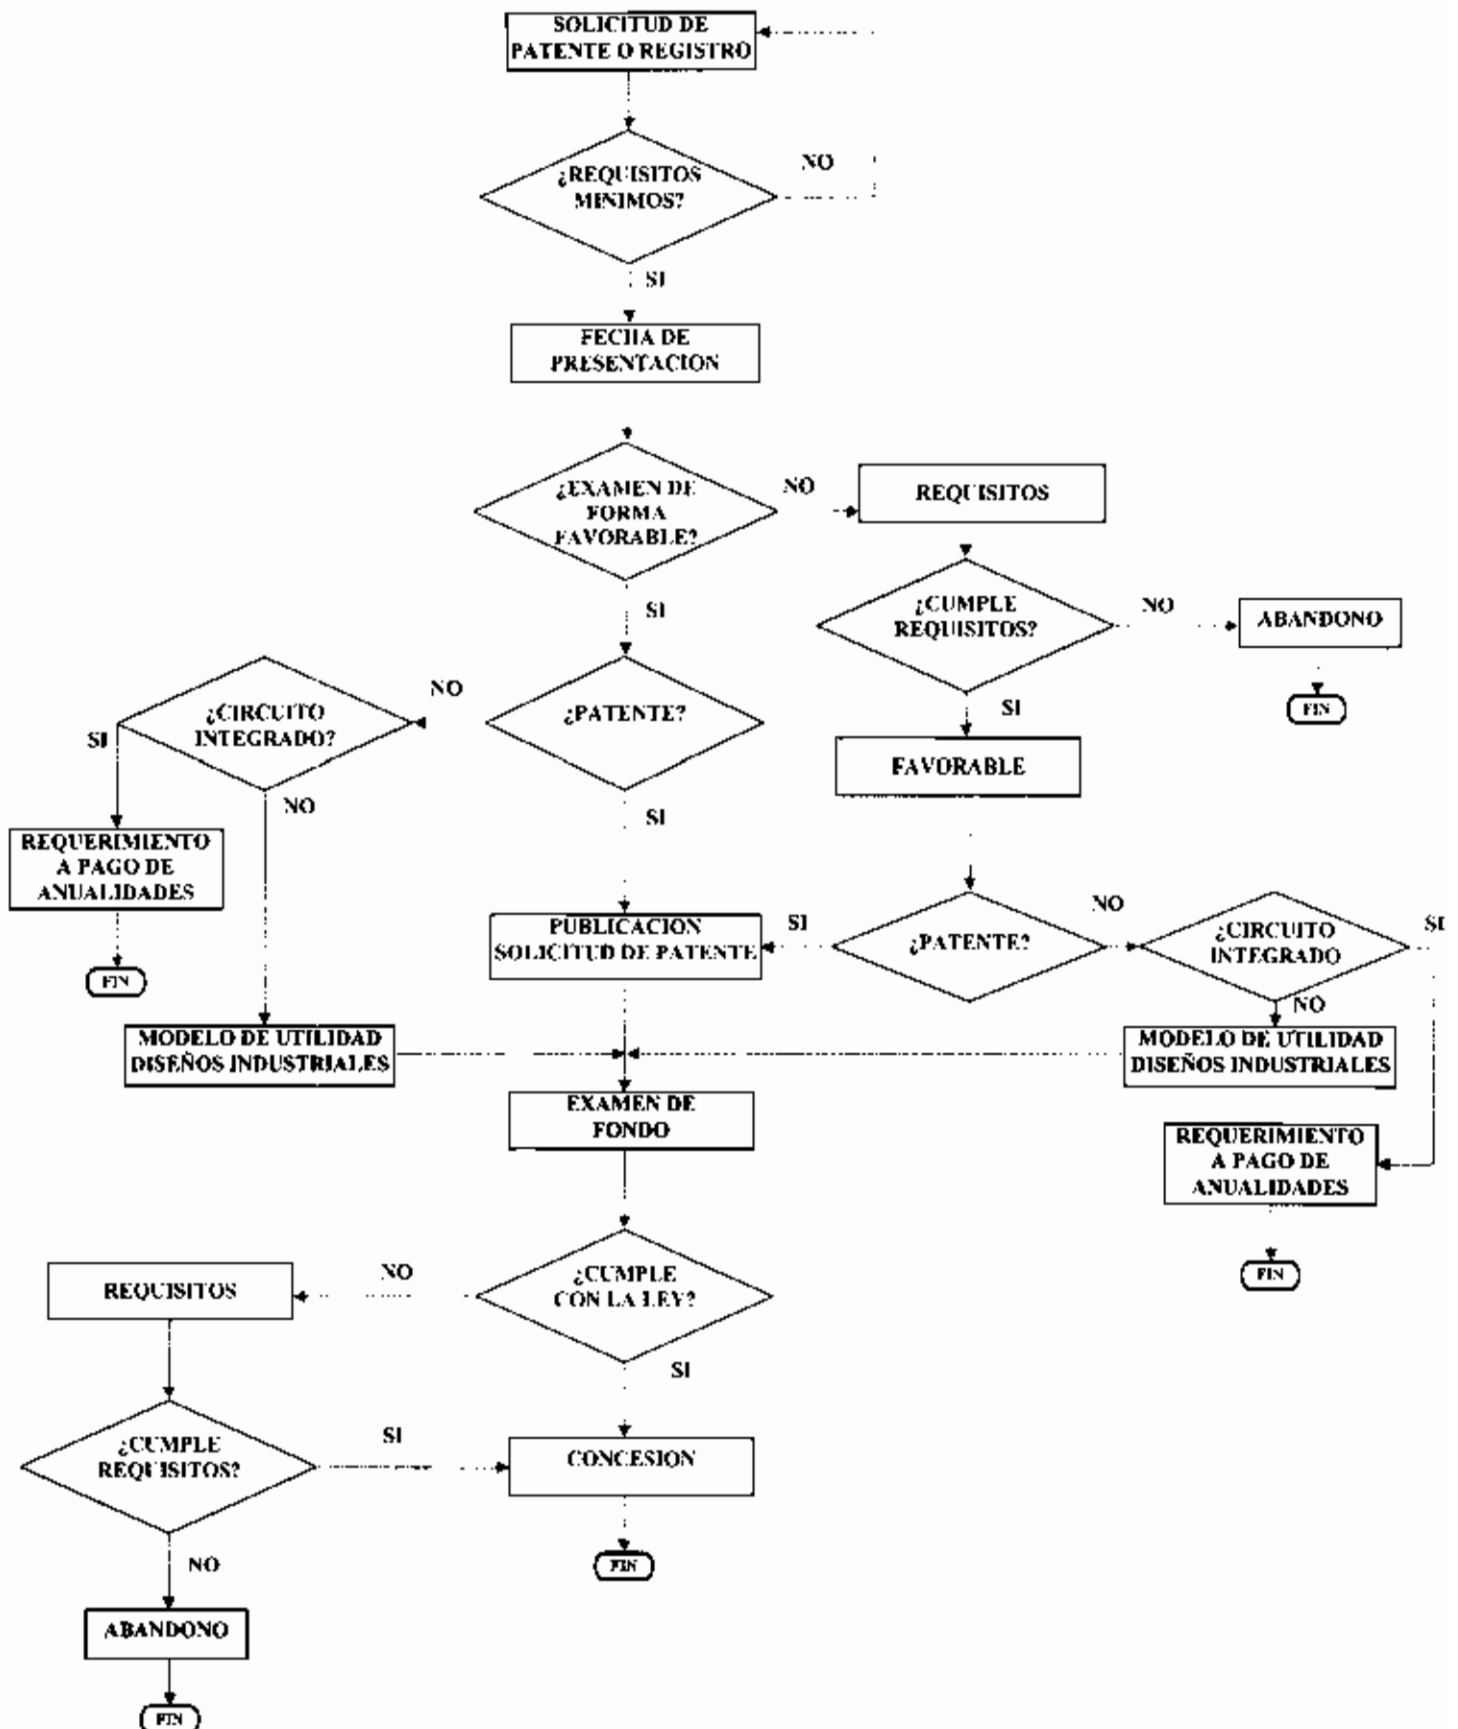 SOLICITUD DE
PATENTE O REGISTRO
¿REQUISITOS
MINIMOS?
NO
SI
FECHA DE
PRESENTACION
¿EXAMEN DE
FORMA
FAVORABLE?
NO
REQUISITOS
SI
¿CUMPLE
REQUISITOS?
NO
ABANDONO
FIN
SI
FAVORABLE
¿PATENTE?
NO
¿CIRCUITO
INTEGRADO?
SI
NO
REQUERIMIENTO
A PAGO DE
ANUALIDADES
FIN
SI
PUBLICACION
SOLICITUD DE PATENTE
SI
¿PATENTE?
NO
¿CIRCUITO
INTEGRADO
SI
NO
MODELO DE UTILIDAD
DISEÑOS INDUSTRIALES
MODELO DE UTILIDAD
DISEÑOS INDUSTRIALES
EXAMEN DE
FONDO
REQUERIMIENTO
A PAGO DE
ANUALIDADES
FIN
¿CUMPLE
CON LA LEY?
NO
REQUISITOS
SI
¿CUMPLE
REQUISITOS?
SI
CONCESION
FIN
NO
ABANDONO
FIN